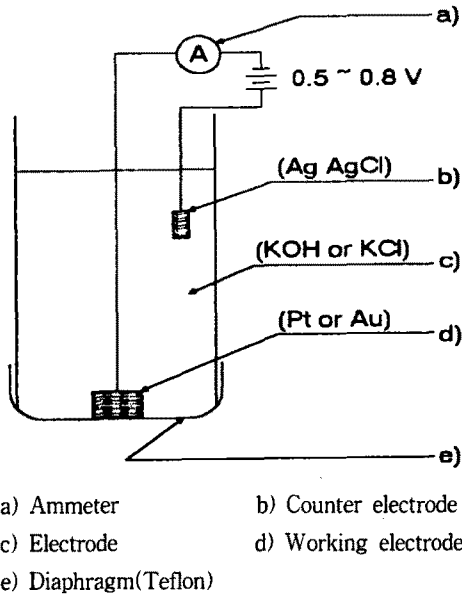 a)
A
0.5 ~ 0.8 V
(Ag AgCl)
b)
(KOH or KCl)
c)
(Pt or Au)
d)
e)
a) Ammeter b) Counter electrode
c) Electrode d) Working electrode
e) Diaphragm(Teflon)